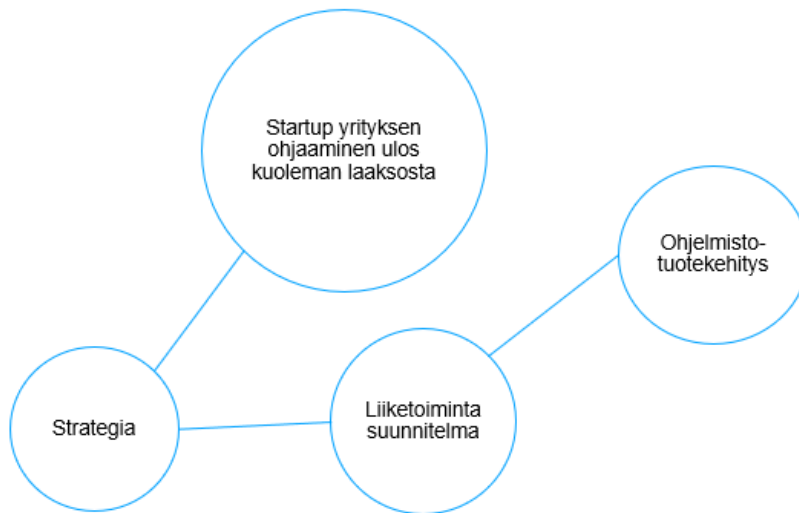 Startup yrityksen
ohjaaminen ulos
kuoleman laaksosta
Ohjelmisto-
tuotekehitys
Liiketoiminta
suunnitelma
Strategia